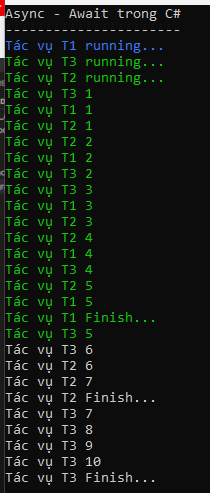 Async - Await trong C#
----------------------
Tác vụ T1 running...
Tác vụ T3 running...
Tác vụ T2 running...
Tác vụ T3 1
Tác vụ T1 1
Tác vụ T2 1
Tác vụ T2 2
Tác vụ T1 2
Tác vụ T3 2
Tác vụ T3 3
Tác vụ T1 3
Tác vụ T2 3
Tác vụ T2 4
Tác vụ T1 4
Tác vụ T3 4
Tác vụ T2 5
Tác vụ T1 5
Tác vụ T1 Finish...
Tác vụ T3 5
Tác vụ T3 6
Tác vụ T2 6
Tác vụ T2 7
Tác vụ T2 Finish...
Tác vụ T3 7
Tác vụ T3 8
Tác vụ T3 9
Tác vụ T3 10
Tác vụ T3 Finish...